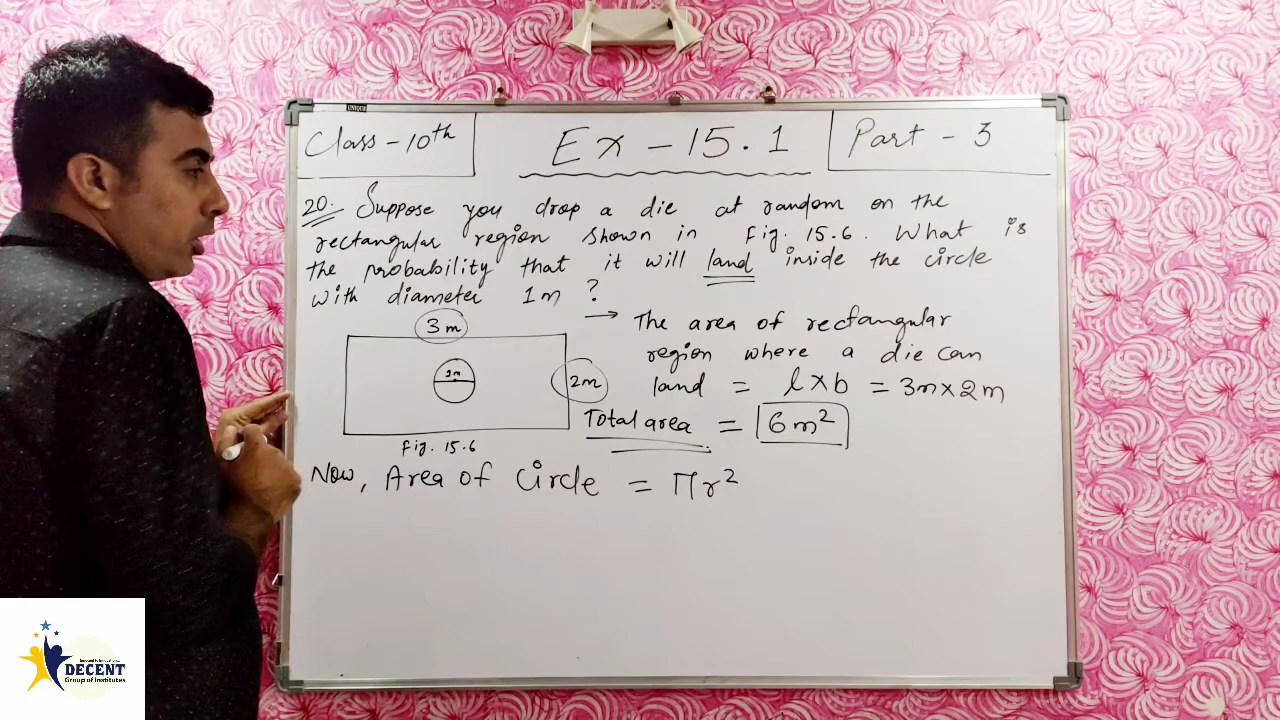 UNIQUE
Class - 10th
Ex - 15.1
Part - 3
20. Suppose you drop a die at random on the
rectangular region shown in Fig. 15.6. What is
the probability that it will land inside the circle
with diameter 1m ?
3 m
1m
2m
Fig. 15.6
→ The area of rectangular
region where a die can
land = l×b = 3m×2m
Total area = 6m²
Now, Area of Circle = πr²
DECENT
Group of Institutes